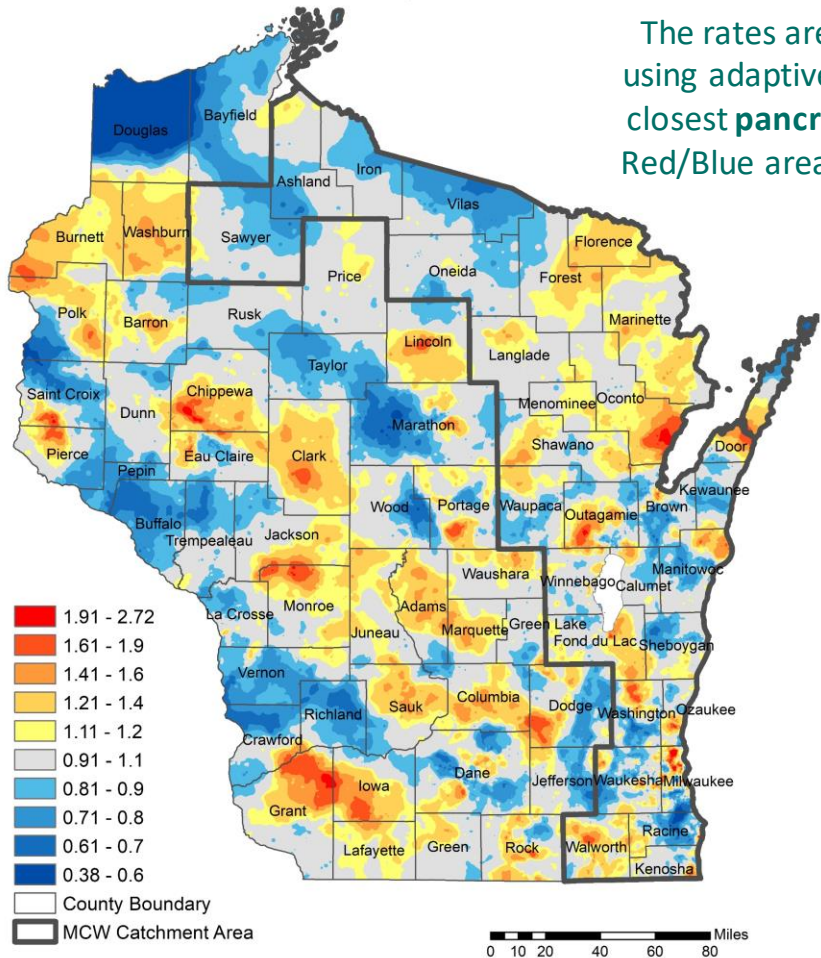 The rates are
using adaptive
closest pancr
Red/Blue area
Douglas
Bayfield
Ashland
Iron
Vilas
Burnett
Washburn
Sawyer
Price
Oneida
Florence
Forest
Marinette
Polk
Barron
Rusk
Lincoln
Langlade
Taylor
Saint Croix
Dunn
Chippewa
Marathon
Menominee
Oconto
Pierce
Eau Claire
Clark
Shawano
Door
Pepin
Wood
Portage
Waupaca
Outagamie
Brown
Kewaunee
Buffalo
Trempealeau
Jackson
Waushara
Winnebago
Calumet
Manitowoc
La Crosse
Monroe
Juneau
Adams
Marquette
Green Lake
Fond du Lac
Sheboygan
Vernon
Richland
Sauk
Columbia
Dodge
Washington
Ozaukee
Crawford
Grant
Iowa
Dane
Jefferson
Waukesha
Milwaukee
Lafayette
Green
Rock
Walworth
Racine
Kenosha
1.91 - 2.72
1.61 - 1.9
1.41 - 1.6
1.21 - 1.4
1.11 - 1.2
0.91 - 1.1
0.81 - 0.9
0.71 - 0.8
0.61 - 0.7
0.38 - 0.6
County Boundary
MCW Catchment Area
Miles
0 10 20 40 60 80